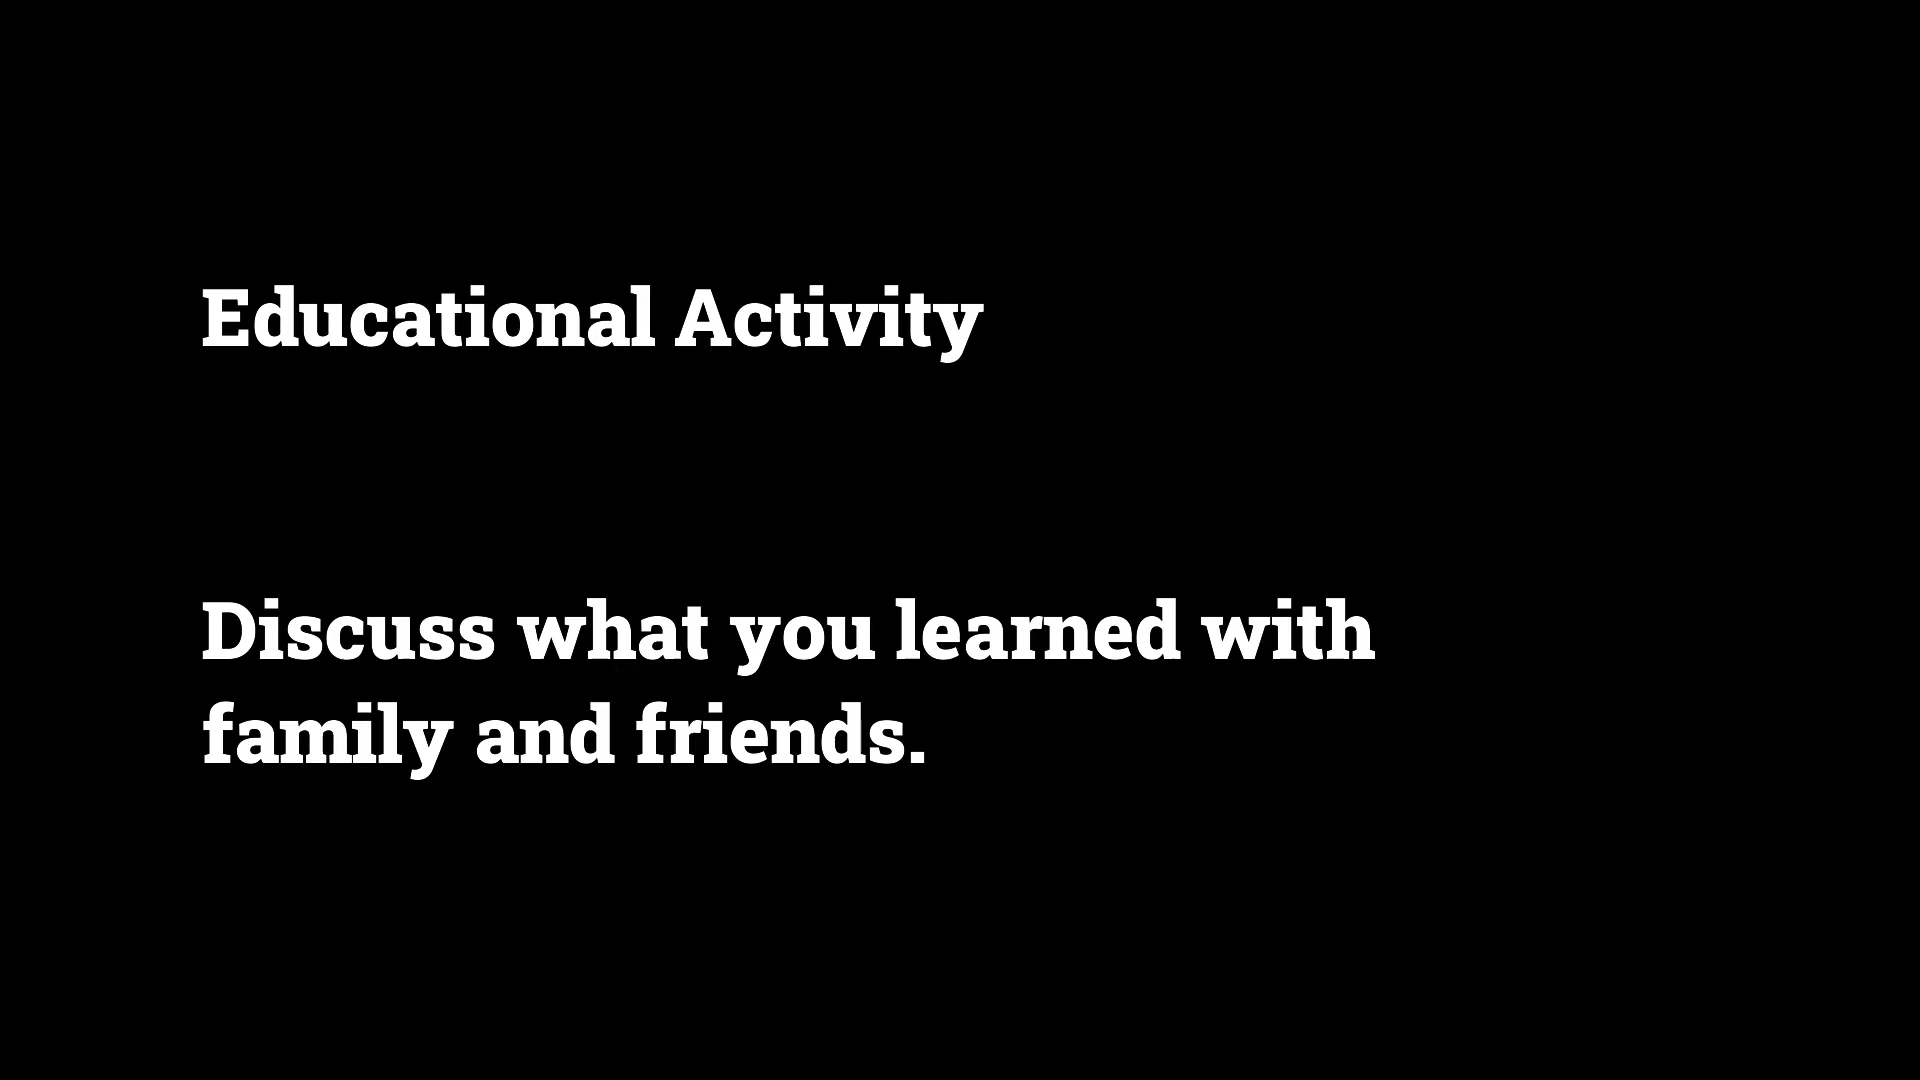 Educational Activity
Discuss what you learned with
family and friends.